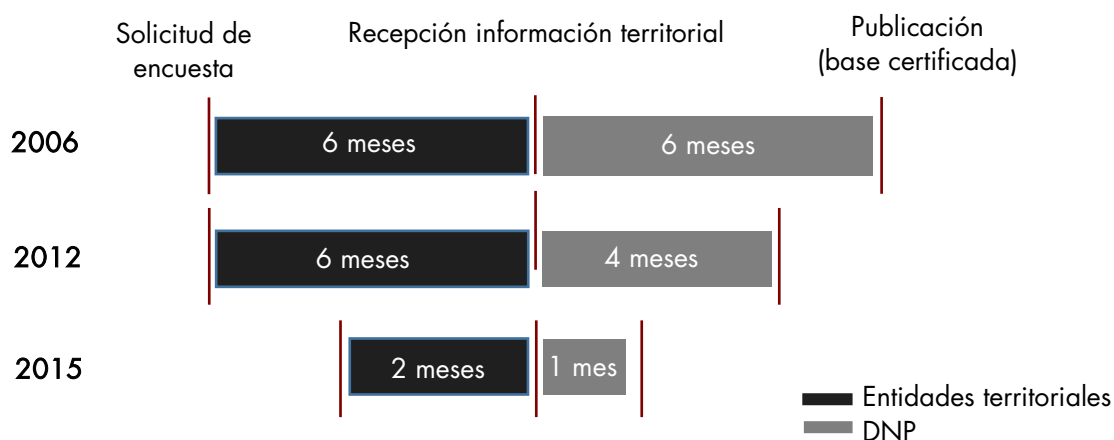 Solicitud de
encuesta
Recepción información territorial
Publicación
(base certificada)
2006
6 meses
6 meses
2012
6 meses
4 meses
2015
2 meses
1 mes
Entidades territoriales
DNP